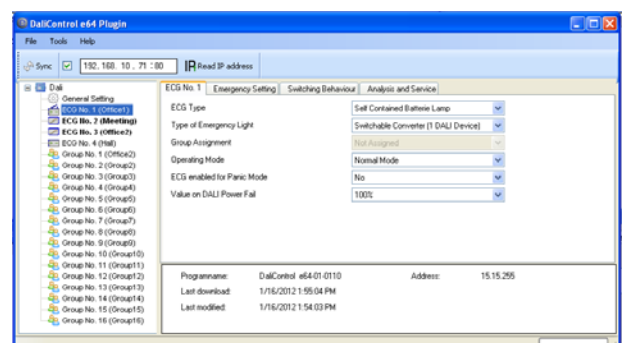 DaliControl e64 Plugin
File Tools Help
Sync 192. 168. 10 . 71 : 80 Read IP address
Dali
General Setting
ECG No. 1 (Office1)
ECG No. 2 (Meeting)
ECG No. 3 (Office2)
ECG No. 4 (Hall)
Group No. 1 (Office2)
Group No. 2 (Group2)
Group No. 3 (Group3)
Group No. 4 (Group4)
Group No. 5 (Group5)
Group No. 6 (Group6)
Group No. 7 (Group7)
Group No. 8 (Group8)
Group No. 9 (Group9)
Group No. 10 (Group10)
Group No. 11 (Group11)
Group No. 12 (Group12)
Group No. 13 (Group13)
Group No. 14 (Group14)
Group No. 15 (Group15)
Group No. 16 (Group16)
ECG No. 1 Emergency Setting Switching Behaviour Analysis and Service
ECG Type Self Contained Batterie Lamp
Type of Emergency Light Switchable Converter (1 DALI Device)
Group Assignment Not Assigned
Operating Mode Normal Mode
ECG enabled for Panic Mode No
Value on DALI Power Fail 100%
Programname: DaliControl e64-01-0110 Address: 15.15.255
Last download: 1/16/2012 1:55:04 PM
Last modified: 1/16/2012 1:54:03 PM